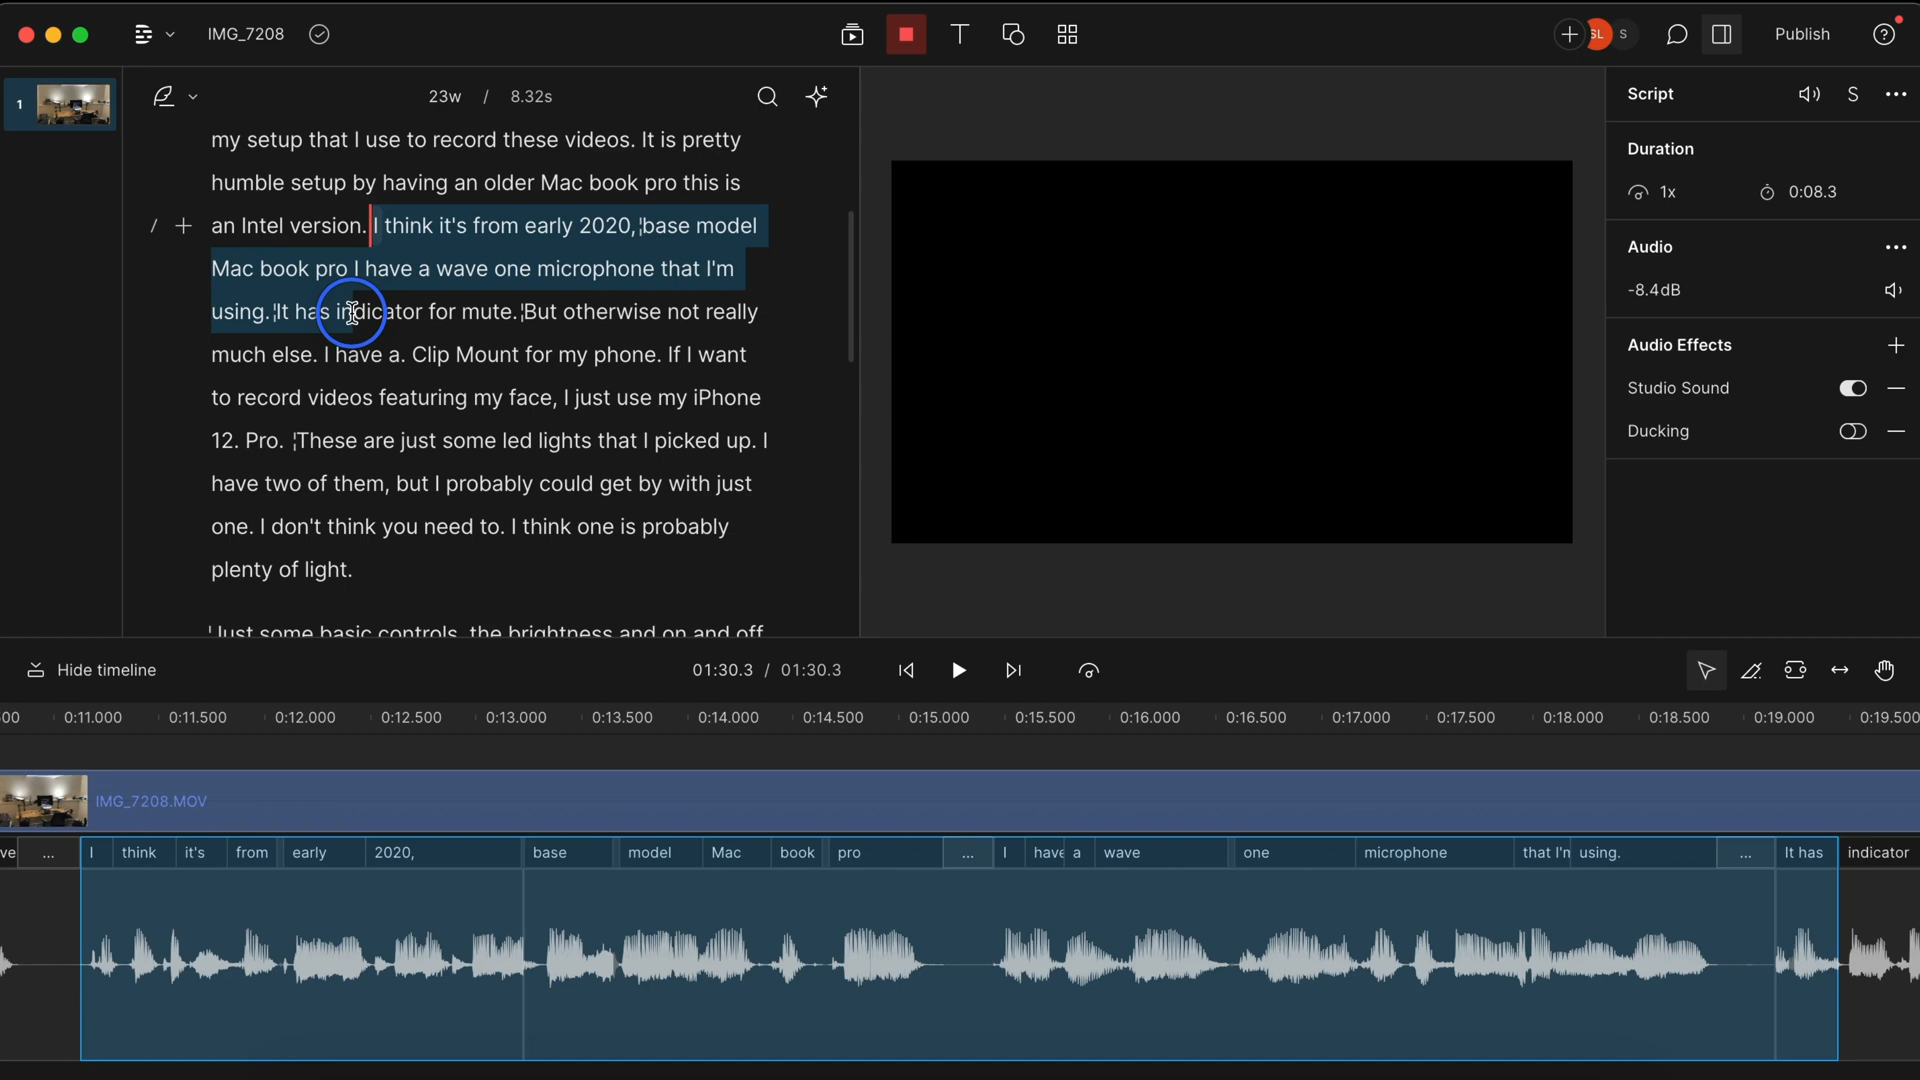 IMG_7208
SL
S
Publish
1
23w / 8.32s
my setup that I use to record these videos. It is pretty
humble setup by having an older Mac book pro this is
/ + an Intel version. I think it's from early 2020,¦base model
Mac book pro I have a wave one microphone that I'm
using.¦It has indicator for mute.¦But otherwise not really
much else. I have a. Clip Mount for my phone. If I want
to record videos featuring my face, I just use my iPhone
12. Pro. ¦These are just some led lights that I picked up. I
have two of them, but I probably could get by with just
one. I don't think you need to. I think one is probably
plenty of light.
¦Just some basic controls, the brightness and on and off
Script
S
Duration
1x
0:08.3
Audio
-8.4dB
Audio Effects
Studio Sound
Ducking
Hide timeline
01:30.3 / 01:30.3
00 0:11.000 0:11.500 0:12.000 0:12.500 0:13.000 0:13.500 0:14.000 0:14.500 0:15.000 0:15.500 0:16.000 0:16.500 0:17.000 0:17.500 0:18.000 0:18.500 0:19.000 0:19.500
IMG_7208.MOV
ve ... I think it's from early 2020, base model Mac book pro ... I have a wave one microphone that I'm using. ... It has indicator